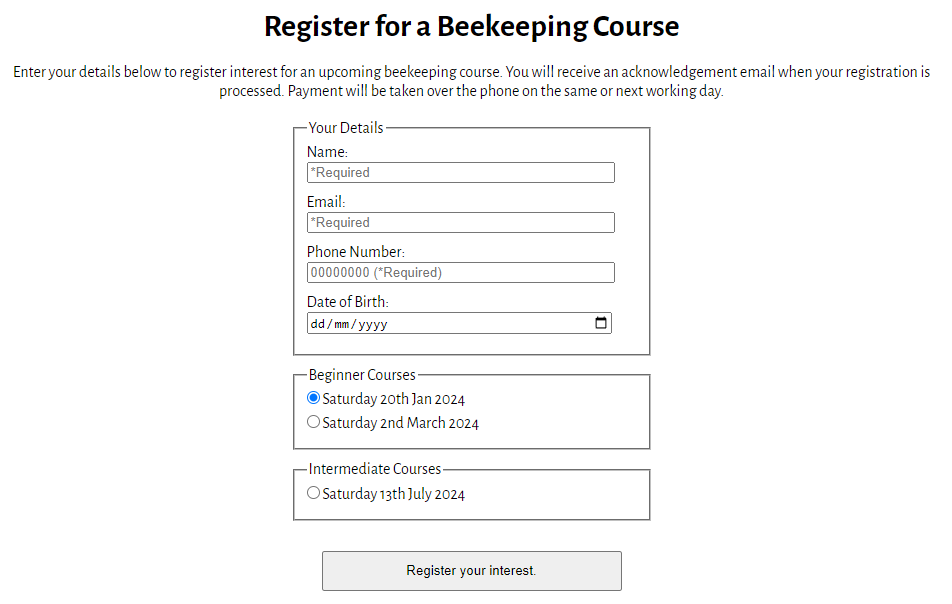 Register for a Beekeeping Course
Enter your details below to register interest for an upcoming beekeeping course. You will receive an acknowledgement email when your registration is
processed. Payment will be taken over the phone on the same or next working day.
Your Details
Name:
*Required
Email:
*Required
Phone Number:
00000000 (*Required)
Date of Birth:
dd/mm/yyyy
Beginner Courses
Saturday 20th Jan 2024
Saturday 2nd March 2024
Intermediate Courses
Saturday 13th July 2024
Register your interest.